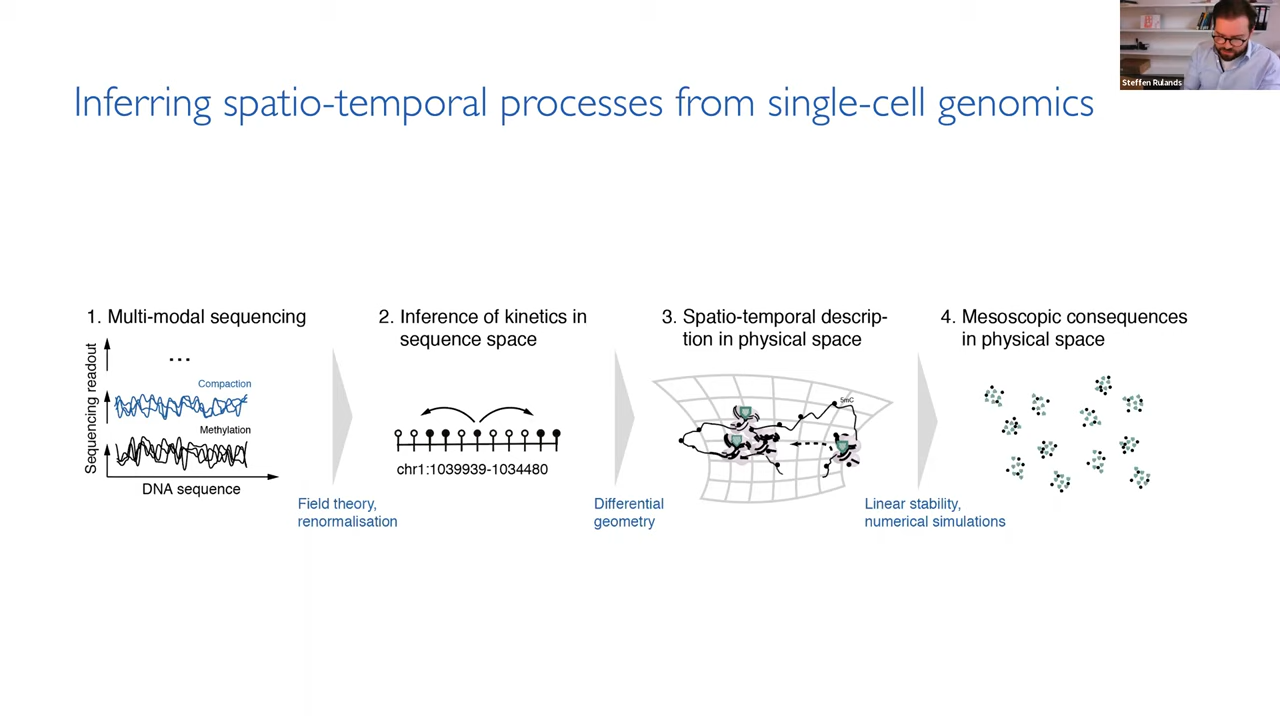 Steffen Rulands
Inferring spatio-temporal processes from single-cell genomics
1. Multi-modal sequencing
Sequencing readout
...
Compaction
Methylation
DNA sequence
Field theory,
renormalisation
2. Inference of kinetics in
sequence space
chr1:1039939-1034480
Differential
geometry
3. Spatio-temporal descrip-
tion in physical space
5mC
Linear stability,
numerical simulations
4. Mesoscopic consequences
in physical space